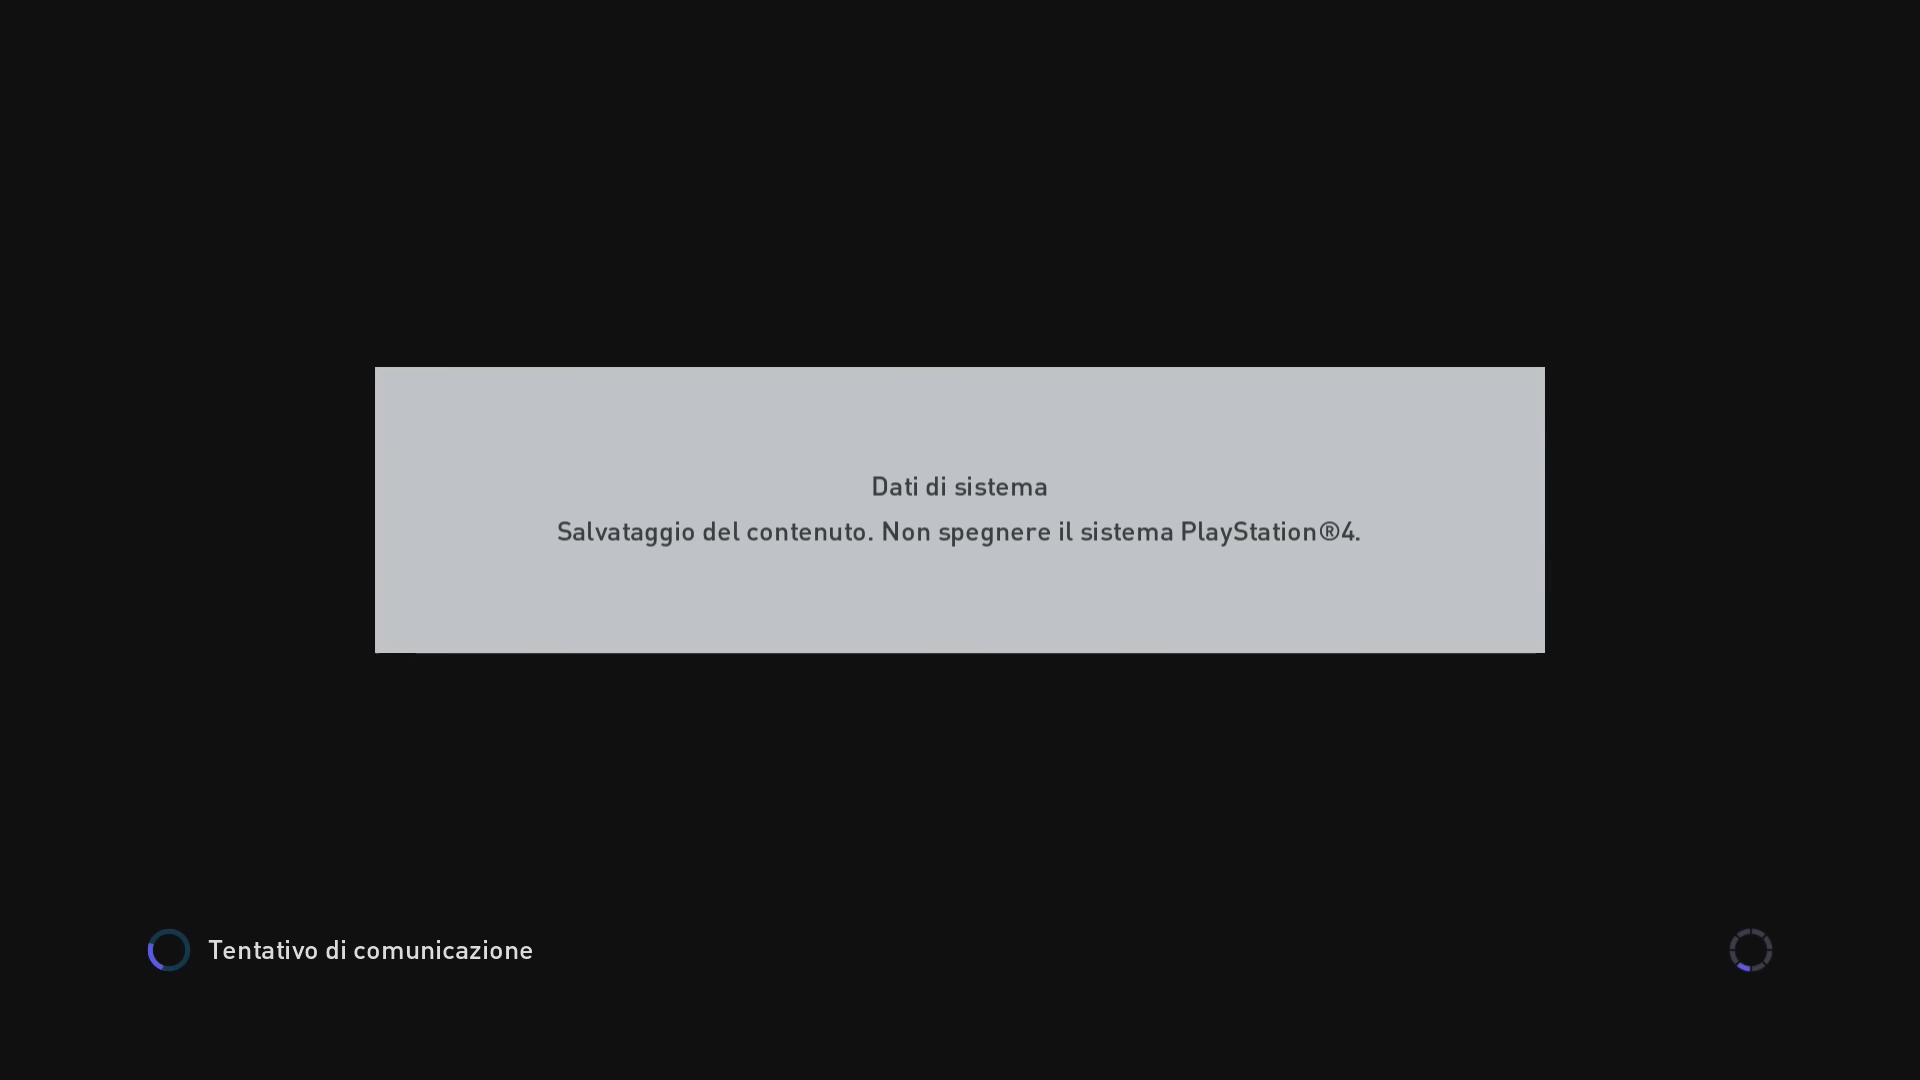 Dati di sistema
Salvataggio del contenuto. Non spegnere il sistema PlayStation®4.
Tentativo di comunicazione